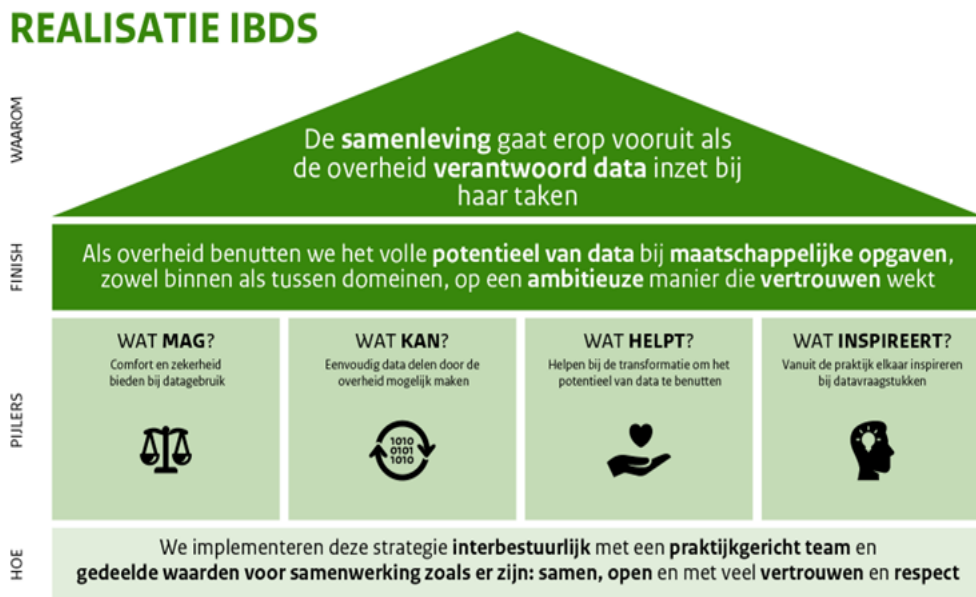 REALISATIE IBDS
WAAROM
De samenleving gaat erop vooruit als
de overheid verantwoord data inzet bij
haar taken
FINISH
Als overheid benutten we het volle potentieel van data bij maatschappelijke opgaven,
zowel binnen als tussen domeinen, op een ambitieuze manier die vertrouwen wekt
PIJLERS
WAT MAG?
Comfort en zekerheid
bieden bij datagebruik
WAT KAN?
Eenvoudig data delen door de
overheid mogelijk maken
1010
0101
1010
WAT HELPT?
Helpen bij de transformatie om het
potentieel van data te benutten
WAT INSPIREERT?
Vanuit de praktijk elkaar inspireren
bij datavraagstukken
HOE
We implementeren deze strategie interbestuurlijk met een praktijkgericht team en
gedeelde waarden voor samenwerking zoals er zijn: samen, open en met veel vertrouwen en respect